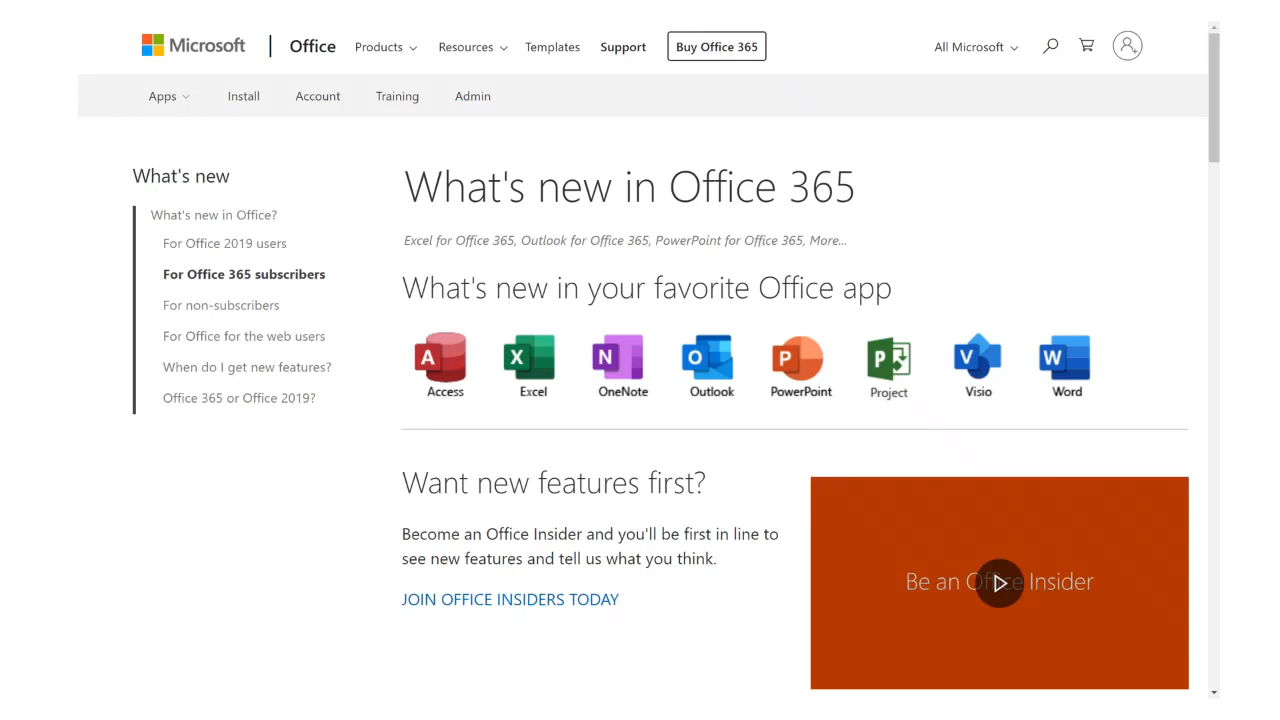 Microsoft
Office
Products
Resources
Templates
Support
Buy Office 365
All Microsoft
Apps
Install
Account
Training
Admin
What's new
What's new in Office?
For Office 2019 users
For Office 365 subscribers
For non-subscribers
For Office for the web users
When do I get new features?
Office 365 or Office 2019?
What's new in Office 365
Excel for Office 365, Outlook for Office 365, PowerPoint for Office 365, More...
What's new in your favorite Office app
A
X
N
O
P
P
V
W
Access
Excel
OneNote
Outlook
PowerPoint
Project
Visio
Word
Want new features first?
Become an Office Insider and you'll be first in line to
see new features and tell us what you think.
JOIN OFFICE INSIDERS TODAY
Be an Office Insider